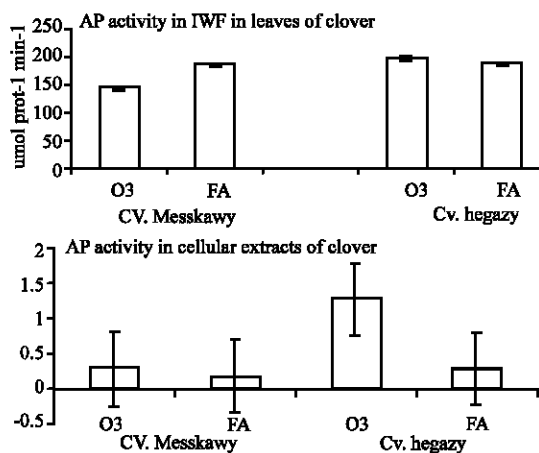 AP activity in IWF in leaves of clover
umol prot-1 min-1
250
200
150
100
50
0
O3 FA O3 FA
CV. Messkawy Cv. hegazy
AP activity in cellular extracts of clover
2
1.5
1
0.5
0
-0.5
O3 FA O3 FA
CV. Messkawy Cv. hegazy